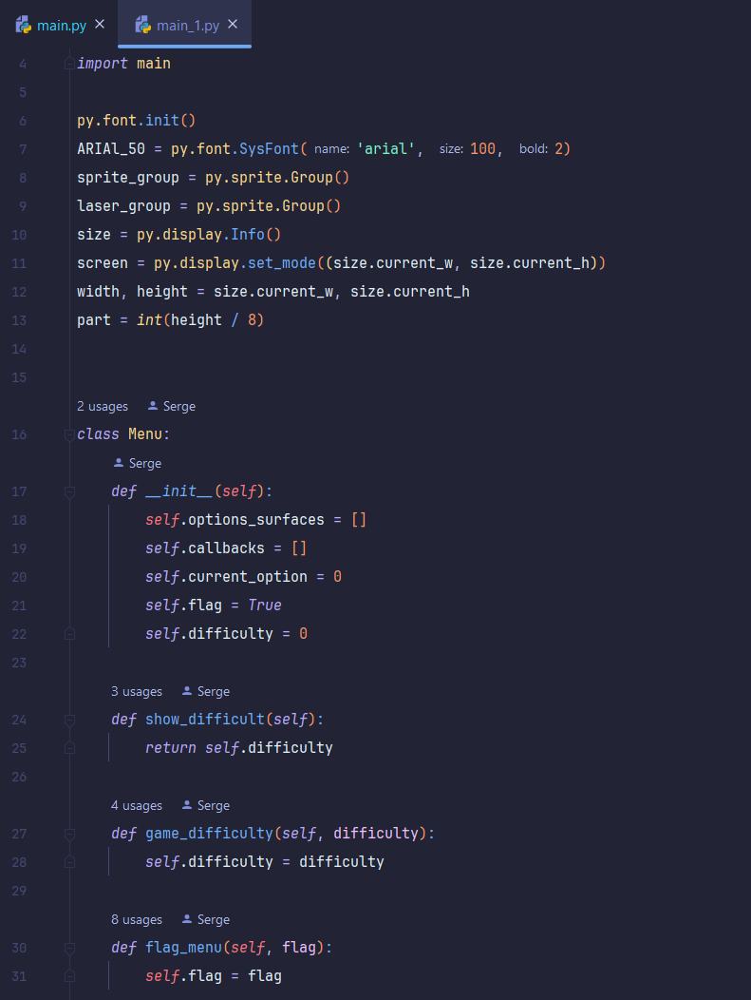 main.py × main_1.py ×
4 import main
5
6 py.font.init()
7 ARIAl_50 = py.font.SysFont( name: 'arial', size: 100, bold: 2)
8 sprite_group = py.sprite.Group()
9 laser_group = py.sprite.Group()
10 size = py.display.Info()
11 screen = py.display.set_mode((size.current_w, size.current_h))
12 width, height = size.current_w, size.current_h
13 part = int(height / 8)
14
15
2 usages Serge
16 class Menu:
Serge
17 def __init__(self):
18 self.options_surfaces = []
19 self.callbacks = []
20 self.current_option = 0
21 self.flag = True
22 self.difficulty = 0
23
3 usages Serge
24 def show_difficult(self):
25 return self.difficulty
26
4 usages Serge
27 def game_difficulty(self, difficulty):
28 self.difficulty = difficulty
29
8 usages Serge
30 def flag_menu(self, flag):
31 self.flag = flag